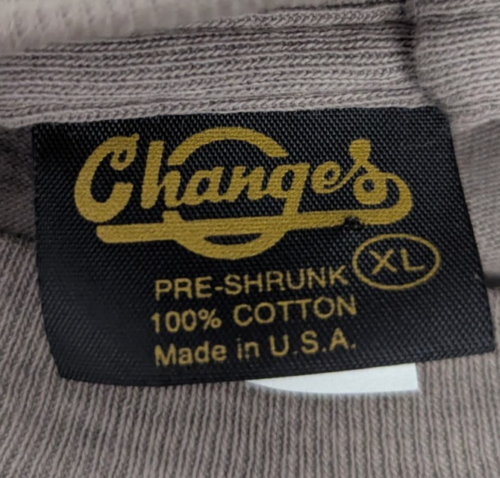 Changes
XL
PRE-SHRUNK
100% COTTON
Made in U.S.A.